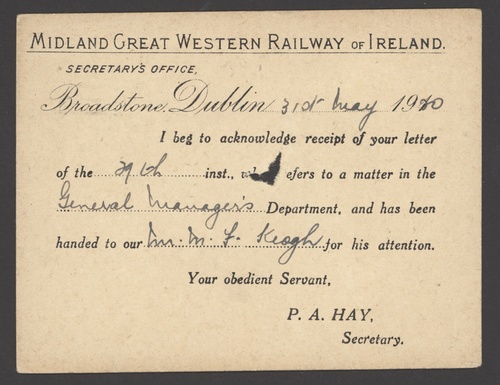 MIDLAND GREAT WESTERN RAILWAY OF IRELAND.
SECRETARY'S OFFICE,
Broadstone, Dublin 31st May 1920
I beg to acknowledge receipt of your letter
of the 29th inst., efers to a matter in the
General Manager's Department, and has been
handed to our Mr. M. F. Keogh for his attention.
Your obedient Servant,
P. A. HAY,
Secretary.